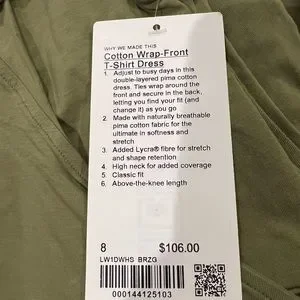 WHY WE MADE THIS
Cotton Wrap-Front
T-Shirt Dress
1. Adjust to busy days in this
double-layered pima cotton
dress. Ties wrap around the
front and secure in the back,
letting you find your fit (and
change it) as you go
2. Made with naturally breathable
pima cotton fabric for the
ultimate in softness and
stretch
3. Added Lycra® fibre for stretch
and shape retention
4. High neck for added coverage
5. Classic fit
6. Above-the-knee length
8 $106.00
LW1DWHS BRZG
000144125103